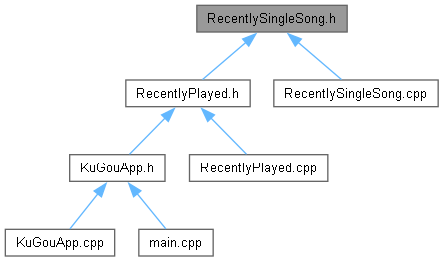 RecentlySingleSong.h
RecentlyPlayed.h
RecentlySingleSong.cpp
KuGouApp.h
RecentlyPlayed.cpp
KuGouApp.cpp
main.cpp